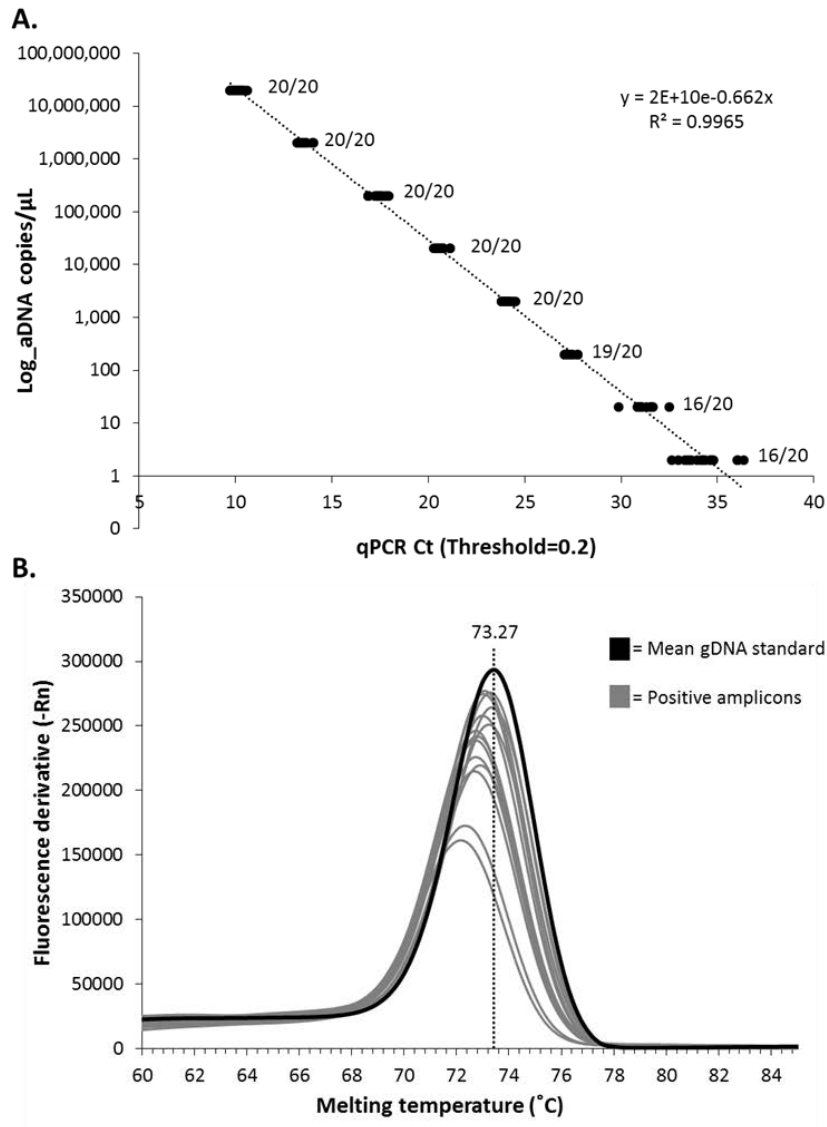 A.
100,000,000
10,000,000
1,000,000
100,000
10,000
1,000
100
10
1
0
Log_aDNA copies/µL
20/20
20/20
20/20
20/20
20/20
19/20
16/20
16/20
y = 2E+10e-0.662x
R² = 0.9965
5 10 15 20 25 30 35 40
qPCR Ct (Threshold=0.2)
B.
350000
300000
250000
200000
150000
100000
50000
0
Fluorescence derivative (-Rn)
73.27
= Mean gDNA standard
= Positive amplicons
60 62 64 66 68 70 72 74 76 78 80 82 84
Melting temperature (˚C)